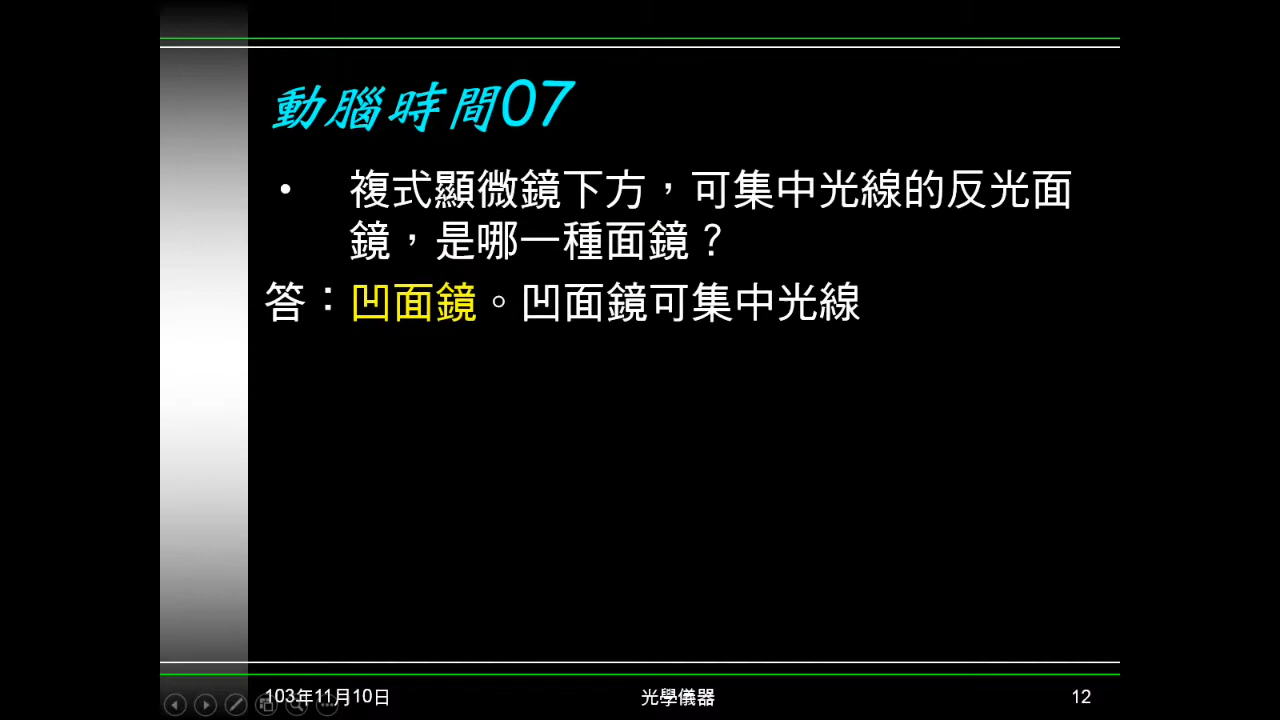 動腦時間07
• 複式顯微鏡下方，可集中光線的反光面
鏡，是哪一種面鏡？
答：凹面鏡。凹面鏡可集中光線
103年11月10日
光學儀器
12